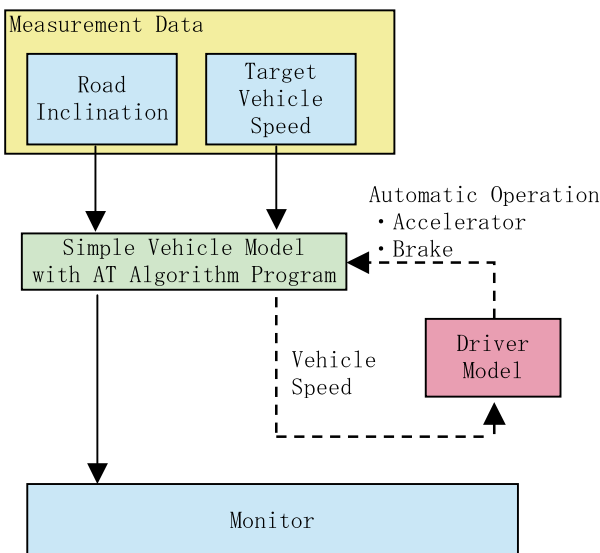 Measurement Data
Road
Inclination
Target
Vehicle
Speed
Automatic Operation
・Accelerator
・Brake
Simple Vehicle Model
with AT Algorithm Program
Driver
Model
Vehicle
Speed
Monitor